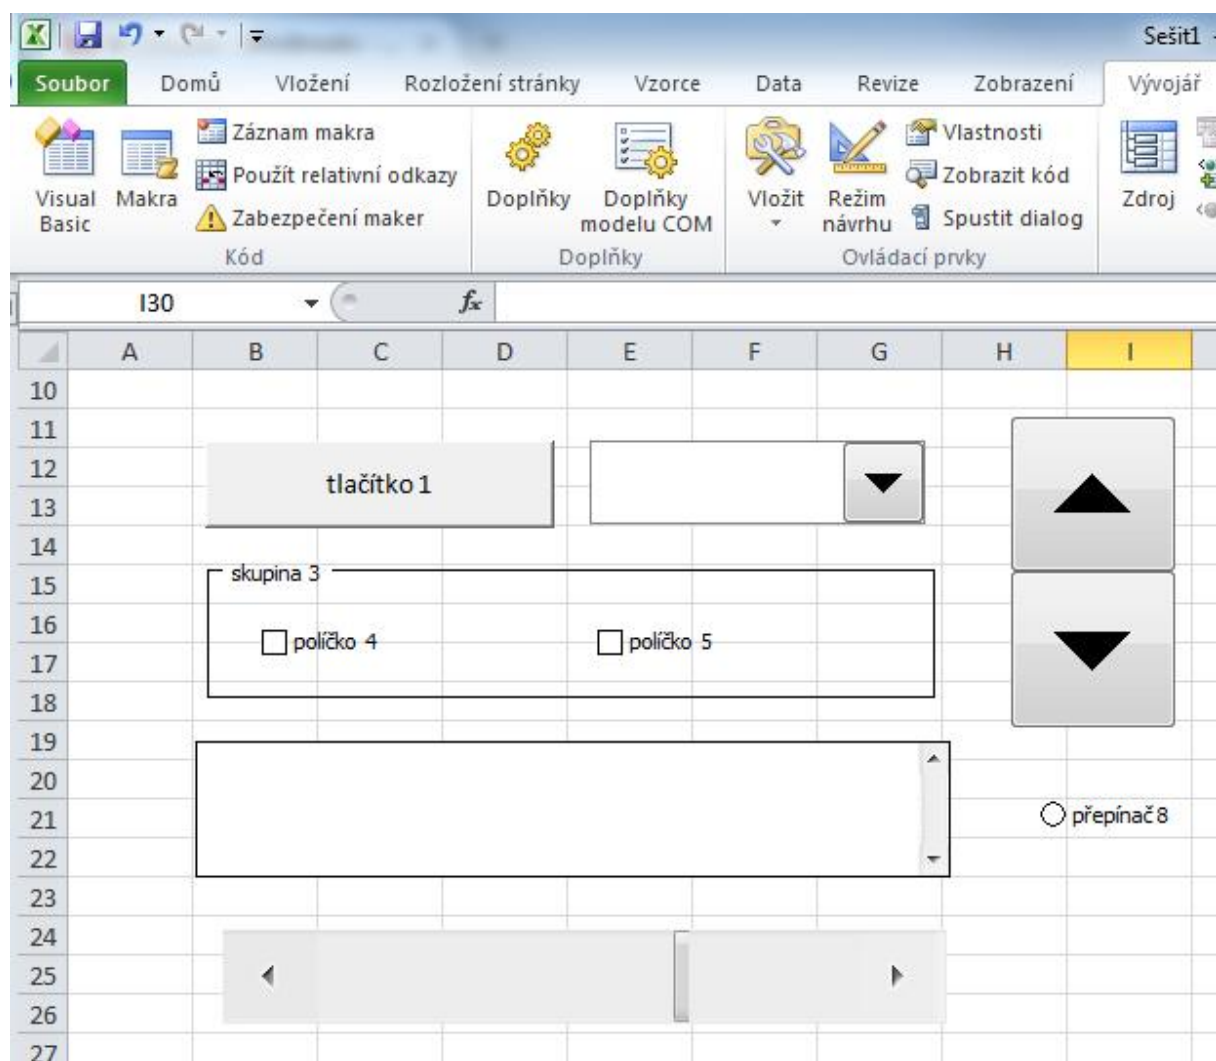 Sešit1 -
Soubor Domů Vložení Rozložení stránky Vzorce Data Revize Zobrazení Vývojář
Visual Basic
Makra
Záznam makra
Použít relativní odkazy
Zabezpečení maker
Kód
Doplňky
Doplňky modelu COM
Doplňky
Vložit
Režim návrhu
Vlastnosti
Zobrazit kód
Spustit dialog
Ovládací prvky
Zdroj
I30 fx
A B C D E F G H I
10
11
12
tlačítko 1
13
14
15
skupina 3
16
políčko 4 políčko 5
17
18
19
20
21
přepínač 8
22
23
24
25
26
27